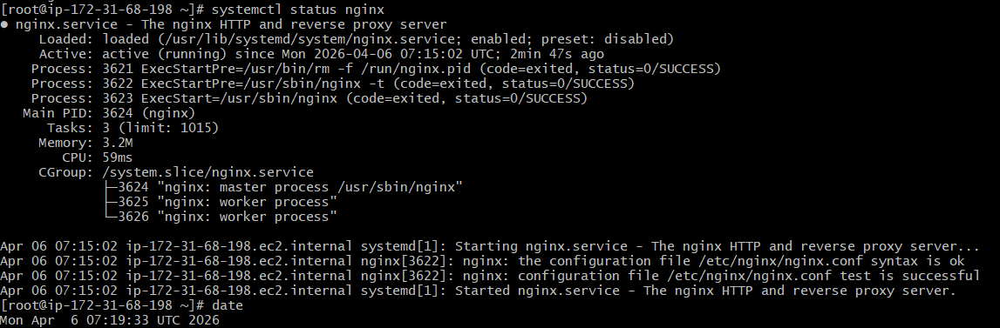 [root@ip-172-31-68-198 ~]# systemctl status nginx
● nginx.service - The nginx HTTP and reverse proxy server
     Loaded: loaded (/usr/lib/systemd/system/nginx.service; enabled; preset: disabled)
     Active: active (running) since Mon 2026-04-06 07:15:02 UTC; 2min 47s ago
    Process: 3621 ExecStartPre=/usr/bin/rm -f /run/nginx.pid (code=exited, status=0/SUCCESS)
    Process: 3622 ExecStartPre=/usr/sbin/nginx -t (code=exited, status=0/SUCCESS)
    Process: 3623 ExecStart=/usr/sbin/nginx (code=exited, status=0/SUCCESS)
   Main PID: 3624 (nginx)
      Tasks: 3 (limit: 1015)
     Memory: 3.2M
        CPU: 59ms
     CGroup: /system.slice/nginx.service
             ├─3624 "nginx: master process /usr/sbin/nginx"
             ├─3625 "nginx: worker process"
             └─3626 "nginx: worker process"

Apr 06 07:15:02 ip-172-31-68-198.ec2.internal systemd[1]: Starting nginx.service - The nginx HTTP and reverse proxy server...
Apr 06 07:15:02 ip-172-31-68-198.ec2.internal nginx[3622]: nginx: the configuration file /etc/nginx/nginx.conf syntax is ok
Apr 06 07:15:02 ip-172-31-68-198.ec2.internal nginx[3622]: nginx: configuration file /etc/nginx/nginx.conf test is successful
Apr 06 07:15:02 ip-172-31-68-198.ec2.internal systemd[1]: Started nginx.service - The nginx HTTP and reverse proxy server.
[root@ip-172-31-68-198 ~]# date
Mon Apr  6 07:19:33 UTC 2026